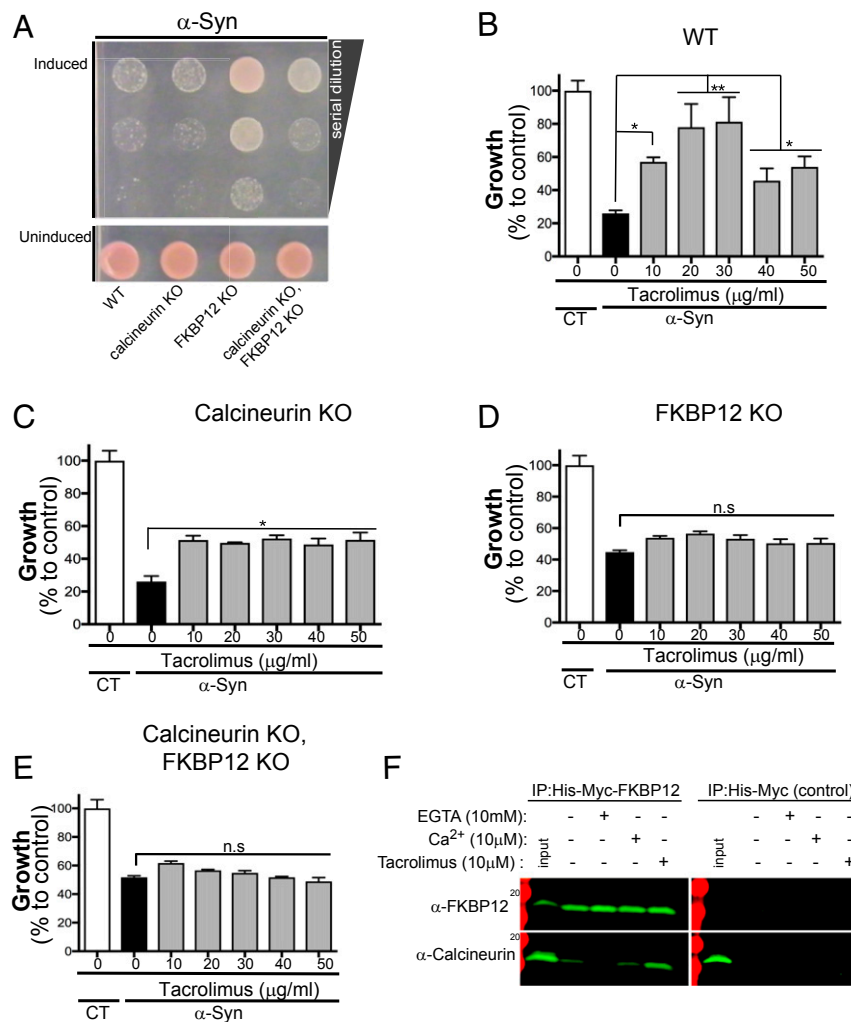 A
α-Syn
Induced
serial dilution
Uninduced
WT
calcineurin KO
FKBP12 KO
calcineurin KO,
FKBP12 KO
B
WT
Growth
(% to control)
100
80
60
40
20
0
*
**
*
0 0 10 20 30 40 50
Tacrolimus (µg/ml)
CT α-Syn
C
Calcineurin KO
Growth
(% to control)
100
80
60
40
20
0
*
0 0 10 20 30 40 50
Tacrolimus (µg/ml)
CT α-Syn
D
FKBP12 KO
Growth
(% to control)
100
80
60
40
20
0
n.s
0 0 10 20 30 40 50
Tacrolimus (µg/ml)
CT α-Syn
E
Calcineurin KO,
FKBP12 KO
Growth
(% to control)
100
80
60
40
20
0
n.s
0 0 10 20 30 40 50
Tacrolimus (µg/ml)
CT α-Syn
F
IP:His-Myc-FKBP12 IP:His-Myc (control)
EGTA (10mM): - + - - - + - -
Ca2+ (10µM): input - - + - input - - + -
Tacrolimus (10µM) : - - - + - - - +
20
α-FKBP12
20
α-Calcineurin